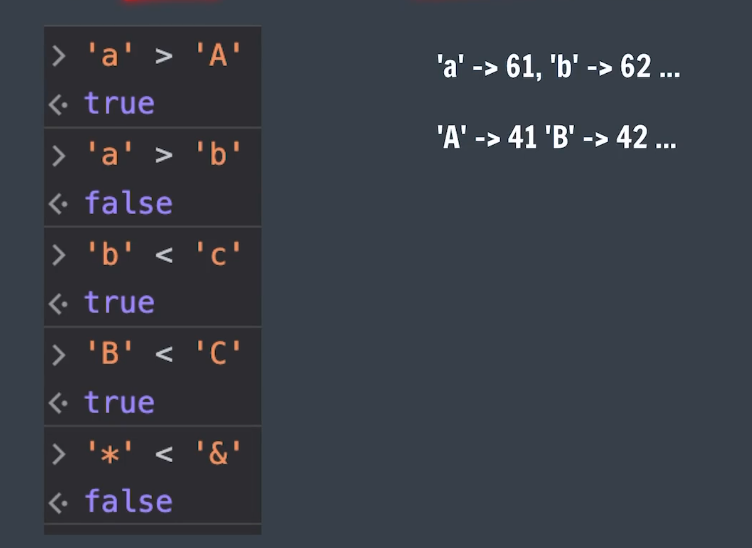 > 'a' > 'A'
<· true
> 'a' > 'b'
<· false
> 'b' < 'c'
<· true
> 'B' < 'C'
<· true
> '*' < '&'
<· false
'a' -> 61, 'b' -> 62 ...
'A' -> 41 'B' -> 42 ...